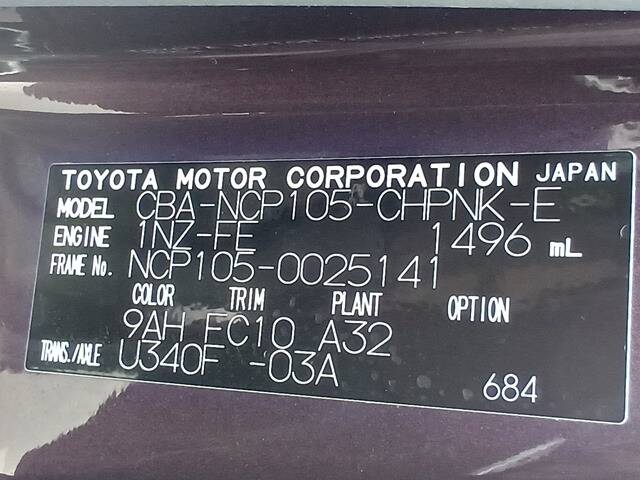 TOYOTA MOTOR CORPORATION JAPAN
MODEL CBA-NCP105-CHPNK-E
ENGINE 1NZ-FE 1496 mL
FRAME No. NCP105-0025141
COLOR TRIM PLANT OPTION
9AH FC10 A32
TRANS./AXLE U340F -03A
684